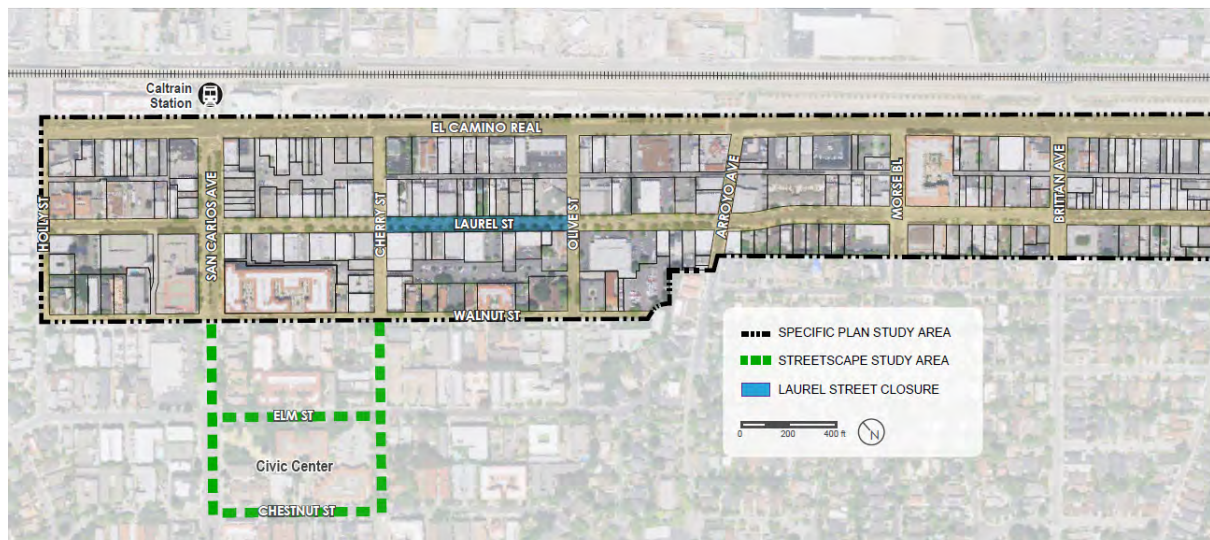 Caltrain
Station
EL CAMINO REAL
HOLLY ST
SAN CARLOS AVE
CHERRY ST
LAUREL ST
OLIVE ST
ARROYO AVE
MORSE BL
BRITTAN AVE
WALNUT ST
ELM ST
Civic Center
CHESTNUT ST
SPECIFIC PLAN STUDY AREA
STREETSCAPE STUDY AREA
LAUREL STREET CLOSURE
0 200 400 ft
N